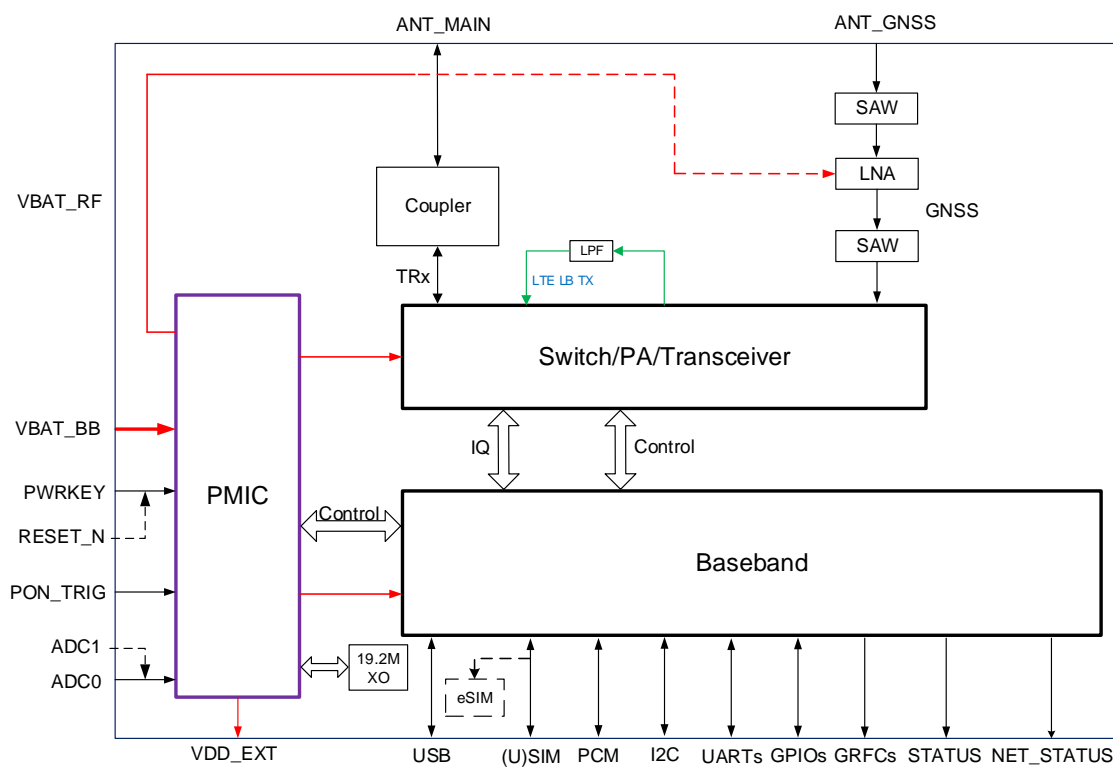 ANT_MAIN
ANT_GNSS
SAW
LNA
GNSS
SAW
VBAT_RF
Coupler
TRx
LPF
LTE LB TX
Switch/PA/Transceiver
VBAT_BB
PWRKEY
RESET_N
PON_TRIG
ADC1
ADC0
PMIC
IQ
Control
Control
Baseband
19.2M
XO
eSIM
VDD_EXT
USB
(U)SIM
PCM
I2C
UARTs
GPIOs
GRFCs
STATUS
NET_STATUS